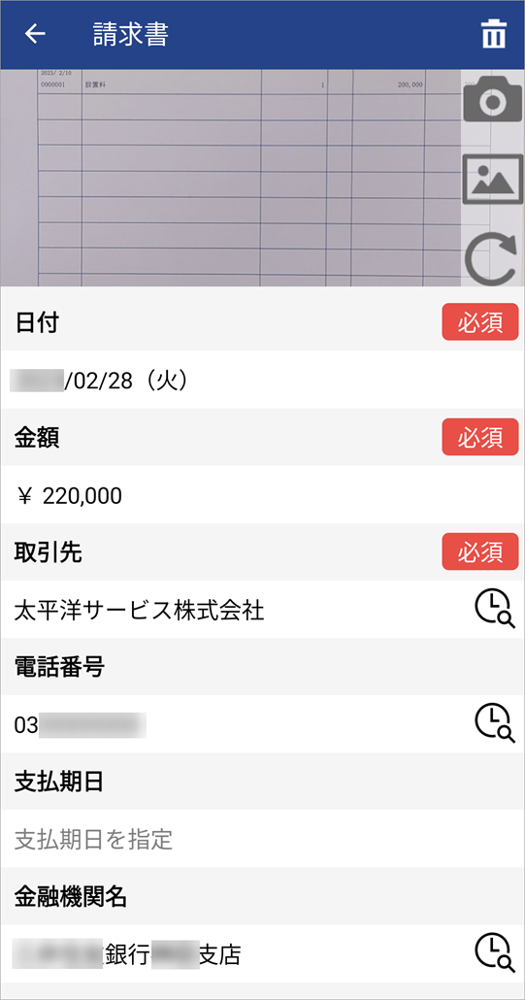 請求書
2023/ 2/10
0000001 設置料 1 200,000
日付 必須
/02/28（火）
金額 必須
¥ 220,000
取引先 必須
太平洋サービス株式会社
電話番号
03
支払期日
支払期日を指定
金融機関名
銀行 支店